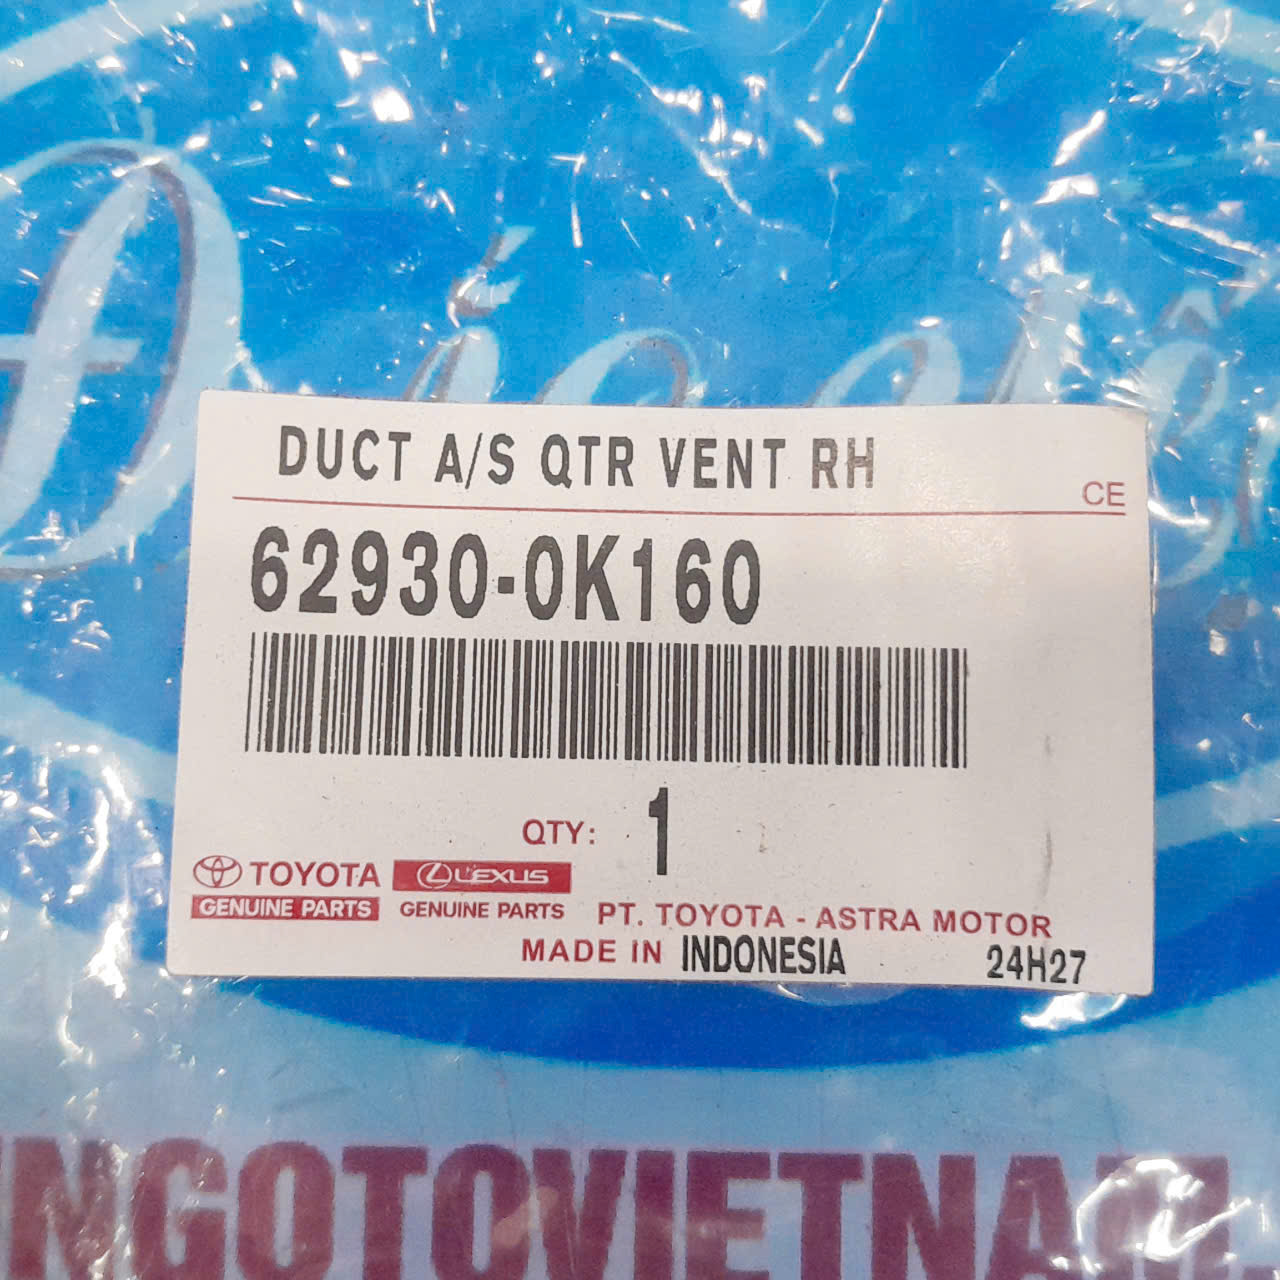 DUCT A/S QTR VENT RH
CE
62930-0K160
QTY: 1
TOYOTA LEXUS
GENUINE PARTS GENUINE PARTS PT. TOYOTA - ASTRA MOTOR
MADE IN INDONESIA 24H27
NGOTOVIETNAM.